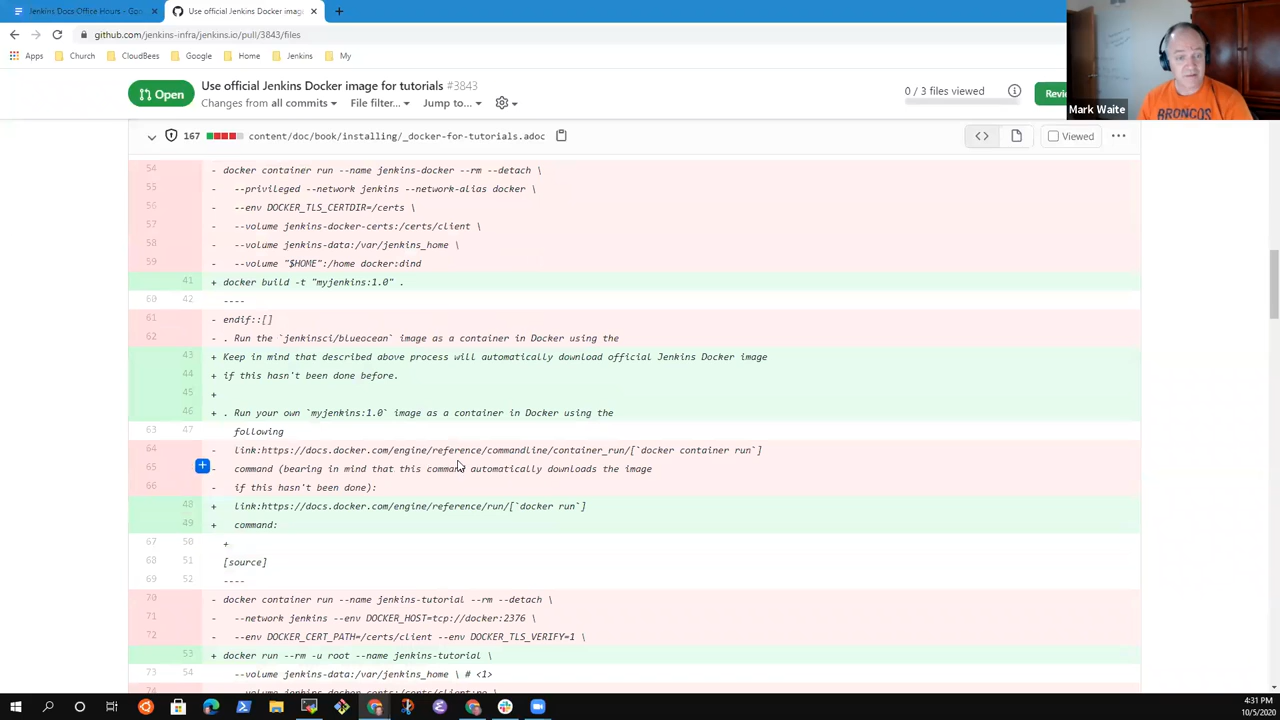 Jenkins Docs Office Hours - Goo
Use official Jenkins Docker imag
github.com/jenkins-infra/jenkins.io/pull/3843/files
Apps
Church
CloudBees
Google
Home
Jenkins
My
Open
Use official Jenkins Docker image for tutorials #3843
Changes from all commits
File filter...
Jump to...
0 / 3 files viewed
Revie
Mark Waite
BRONCOS
167
content/doc/book/installing/_docker-for-tutorials.adoc
Viewed
54 - docker container run --name jenkins-docker --rm --detach \
55 - --privileged --network jenkins --network-alias docker \
56 - --env DOCKER_TLS_CERTDIR=/certs \
57 - --volume jenkins-docker-certs:/certs/client \
58 - --volume jenkins-data:/var/jenkins_home \
59 - --volume "$HOME":/home docker:dind
41 + docker build -t "myjenkins:1.0" .
60 42 ----
61 - endif::[]
62 - . Run the `jenkinsci/blueocean` image as a container in Docker using the
43 + Keep in mind that described above process will automatically download official Jenkins Docker image
44 + if this hasn't been done before.
45 +
46 + . Run your own `myjenkins:1.0` image as a container in Docker using the
63 47 following
64 - link:https://docs.docker.com/engine/reference/commandline/container_run/[`docker container run`]
65 - command (bearing in mind that this command automatically downloads the image
66 - if this hasn't been done):
48 + link:https://docs.docker.com/engine/reference/run/[`docker run`]
49 + command:
67 50 +
68 51 [source]
69 52 ----
70 - docker container run --name jenkins-tutorial --rm --detach \
71 - --network jenkins --env DOCKER_HOST=tcp://docker:2376 \
72 - --env DOCKER_CERT_PATH=/certs/client --env DOCKER_TLS_VERIFY=1 \
53 + docker run --rm -u root --name jenkins-tutorial \
73 54 --volume jenkins-data:/var/jenkins_home \ # <1>
74 - --volume jenkins-docker-certs:/certs/client:ro \
4:31 PM
10/5/2020